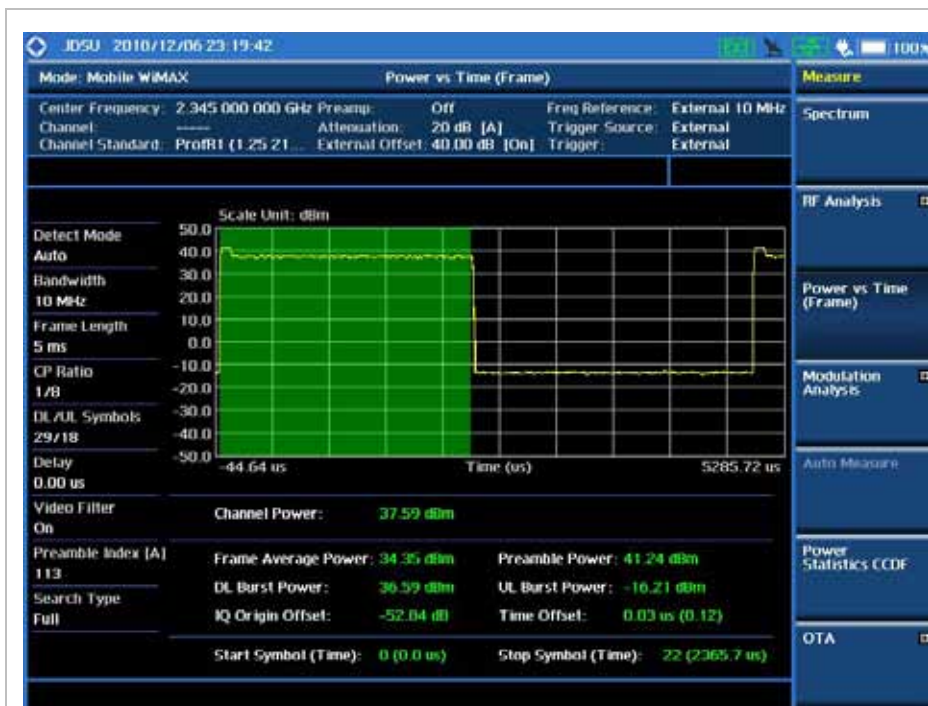 JDSU 2010/12/06 23:19:42
100%
Mode: Mobile WiMAX Power vs Time (Frame) Measure
Center Frequency: 2.345 000 000 GHz Preamp: Off Freq Reference: External 10 MHz
Channel: ----- Attenuation: 20 dB [A] Trigger Source: External
Channel Standard: ProfR1 (1.25 21... External Offset: 40.00 dB [On] Trigger: External
Spectrum
RF Analysis
Power vs Time (Frame)
Modulation Analysis
Auto Measure
Power Statistics CCDF
OTA
Scale Unit: dBm
50.0
40.0
30.0
20.0
10.0
0.0
-10.0
-20.0
-30.0
-40.0
-50.0
-44.64 us Time (us) 5285.72 us
Detect Mode
Auto
Bandwidth
10 MHz
Frame Length
5 ms
CP Ratio
1/8
DL/UL Symbols
29/18
Delay
0.00 us
Video Filter
On
Preamble Index [A]
113
Search Type
Full
Channel Power: 37.59 dBm
Frame Average Power: 34.35 dBm Preamble Power: 41.24 dBm
DL Burst Power: 36.59 dBm UL Burst Power: -16.21 dBm
IQ Origin Offset: -52.04 dB Time Offset: 0.03 us (0.12)
Start Symbol (Time): 0 (0.0 us) Stop Symbol (Time): 22 (2365.7 us)